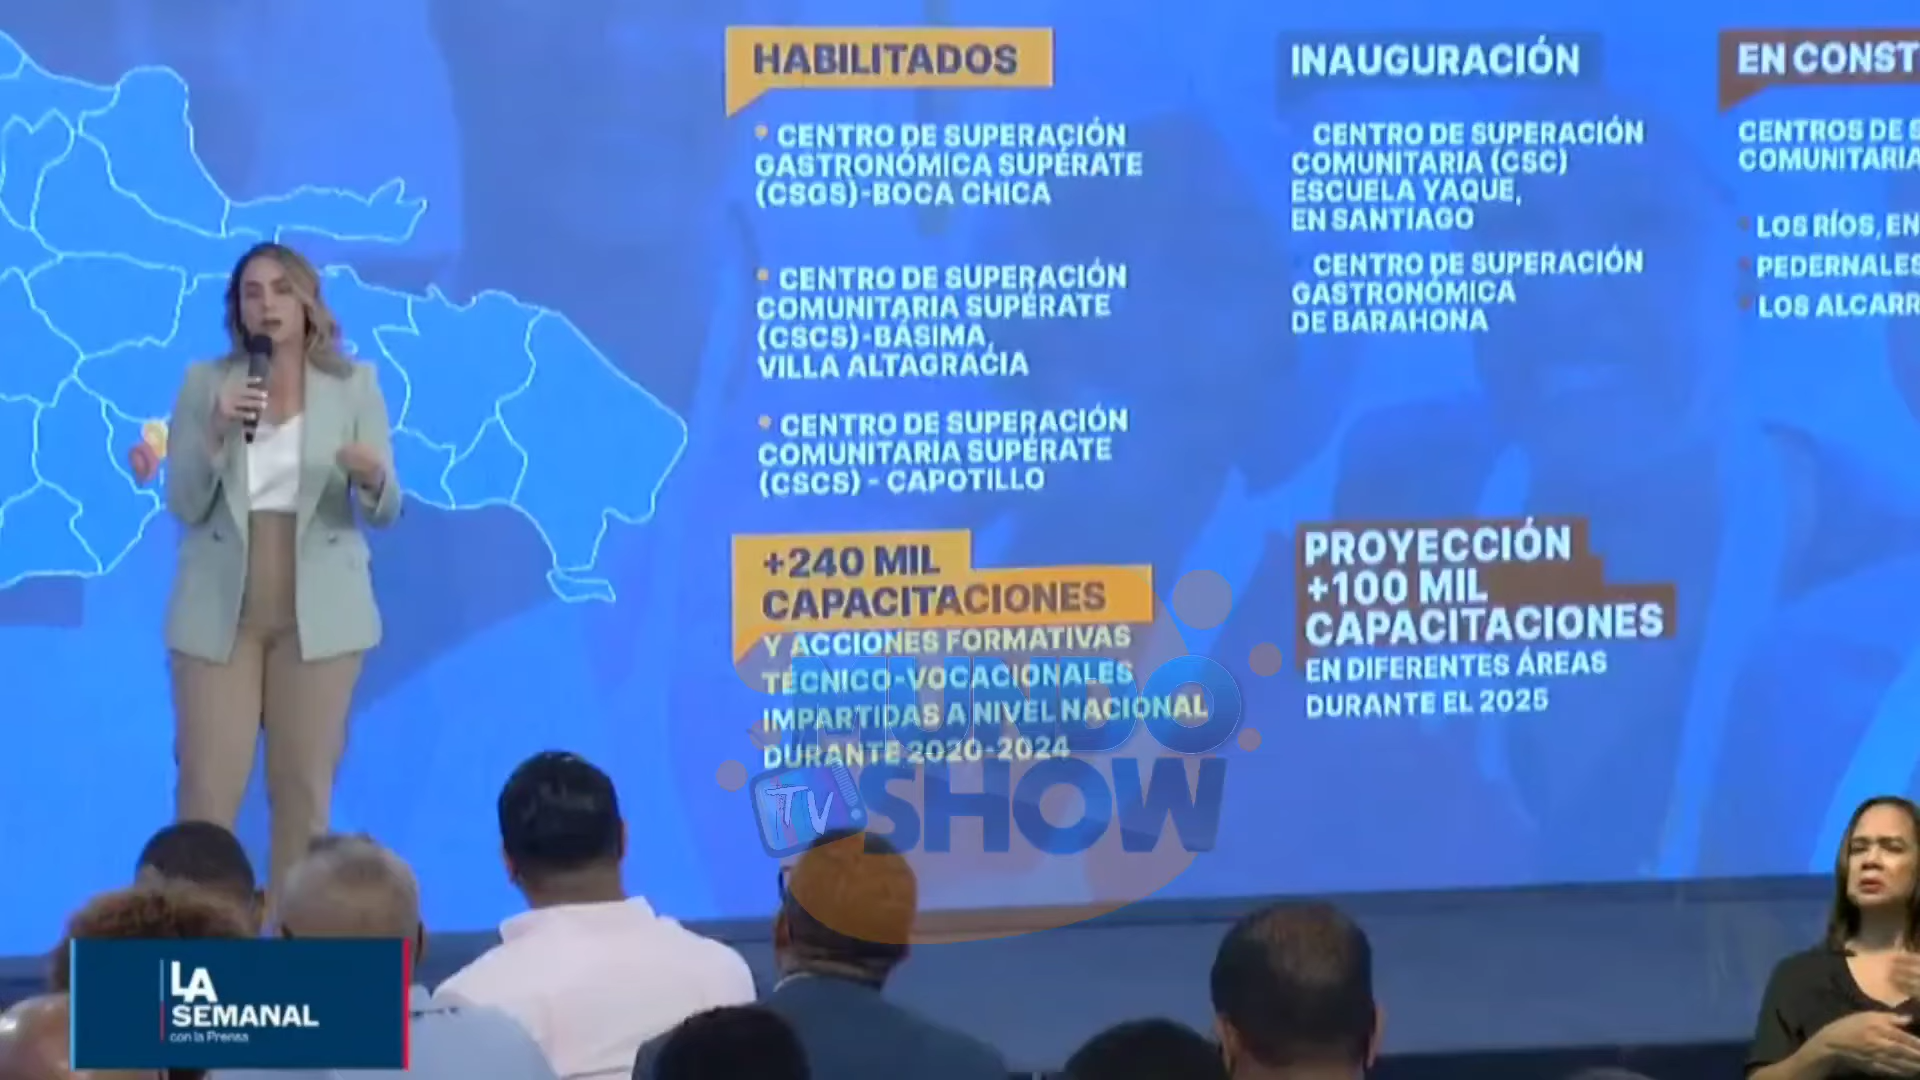 HABILITADOS
• CENTRO DE SUPERACIÓN
GASTRONÓMICA SUPÉRATE
(CSGS)-BOCA CHICA
• CENTRO DE SUPERACIÓN
COMUNITARIA SUPÉRATE
(CSCS)-BÁSIMA,
VILLA ALTAGRACIA
• CENTRO DE SUPERACIÓN
COMUNITARIA SUPÉRATE
(CSCS) - CAPOTILLO
+240 MIL
CAPACITACIONES
Y ACCIONES FORMATIVAS
TÉCNICO-VOCACIONALES
IMPARTIDAS A NIVEL NACIONAL
DURANTE 2020-2024
INAUGURACIÓN
CENTRO DE SUPERACIÓN
COMUNITARIA (CSC)
ESCUELA YAQUE,
EN SANTIAGO
CENTRO DE SUPERACIÓN
GASTRONÓMICA
DE BARAHONA
PROYECCIÓN
+100 MIL
CAPACITACIONES
EN DIFERENTES ÁREAS
DURANTE EL 2025
EN CONST
CENTROS DE S
COMUNITARIA
• LOS RÍOS, EN
• PEDERNALES
• LOS ALCARR
MUNDO
TV SHOW
LA
SEMANAL
con la Prensa